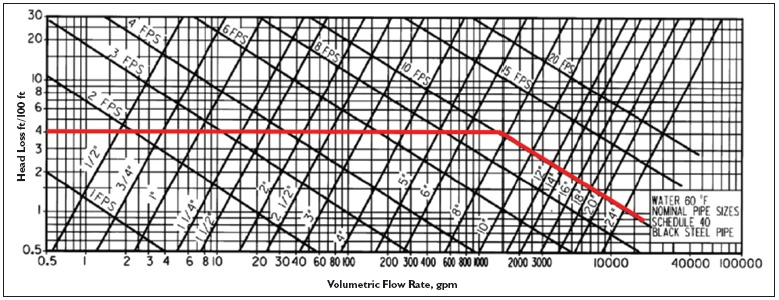 30
20
10
8
6
4
3
2
1
0.5
Head Loss ft/100 ft
4 FPS
6 FPS
8 FPS
10 FPS
15 FPS
20 FPS
3 FPS
2 FPS
1 FPS
1/2"
3/4"
1"
1 1/4"
1 1/2"
2"
2 1/2"
3"
4"
5"
6"
8"
10"
12"
14"
16"
18"
20"
24"
WATER 60 °F
NOMINAL PIPE SIZES
SCHEDULE 40
BLACK STEEL PIPE
0.5 1 2 3 4 6 8 10 20 30 40 60 80 100 200 300 400 600 800 1000 2000 3000 10000 40000 100000
Volumetric Flow Rate, gpm